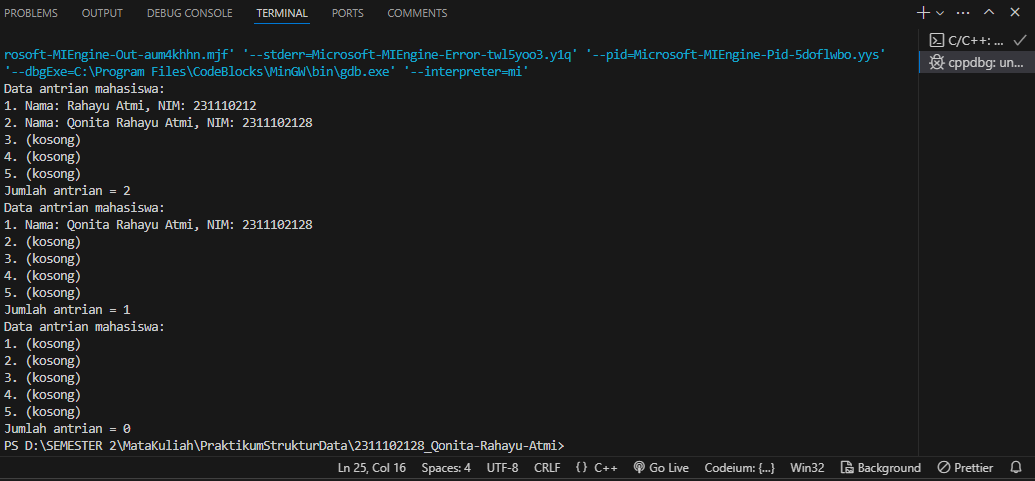 PROBLEMS OUTPUT DEBUG CONSOLE TERMINAL PORTS COMMENTS
rosoft-MIEngine-Out-aum4khhn.mjf' '--stderr=Microsoft-MIEngine-Error-twl5yoo3.y1q' '--pid=Microsoft-MIEngine-Pid-5doflwbo.yys'
'--dbgExe=C:\Program Files\CodeBlocks\MinGW\bin\gdb.exe' '--interpreter=mi'
Data antrian mahasiswa:
1. Nama: Rahayu Atmi, NIM: 231110212
2. Nama: Qonita Rahayu Atmi, NIM: 2311102128
3. (kosong)
4. (kosong)
5. (kosong)
Jumlah antrian = 2
Data antrian mahasiswa:
1. Nama: Qonita Rahayu Atmi, NIM: 2311102128
2. (kosong)
3. (kosong)
4. (kosong)
5. (kosong)
Jumlah antrian = 1
Data antrian mahasiswa:
1. (kosong)
2. (kosong)
3. (kosong)
4. (kosong)
5. (kosong)
Jumlah antrian = 0
PS D:\SEMESTER 2\MataKuliah\PraktikumStrukturData\2311102128_Qonita-Rahayu-Atmi>
C/C++: ...
cppdbg: un...
Ln 25, Col 16 Spaces: 4 UTF-8 CRLF {} C++ Go Live Codeium: {...} Win32 Background Prettier